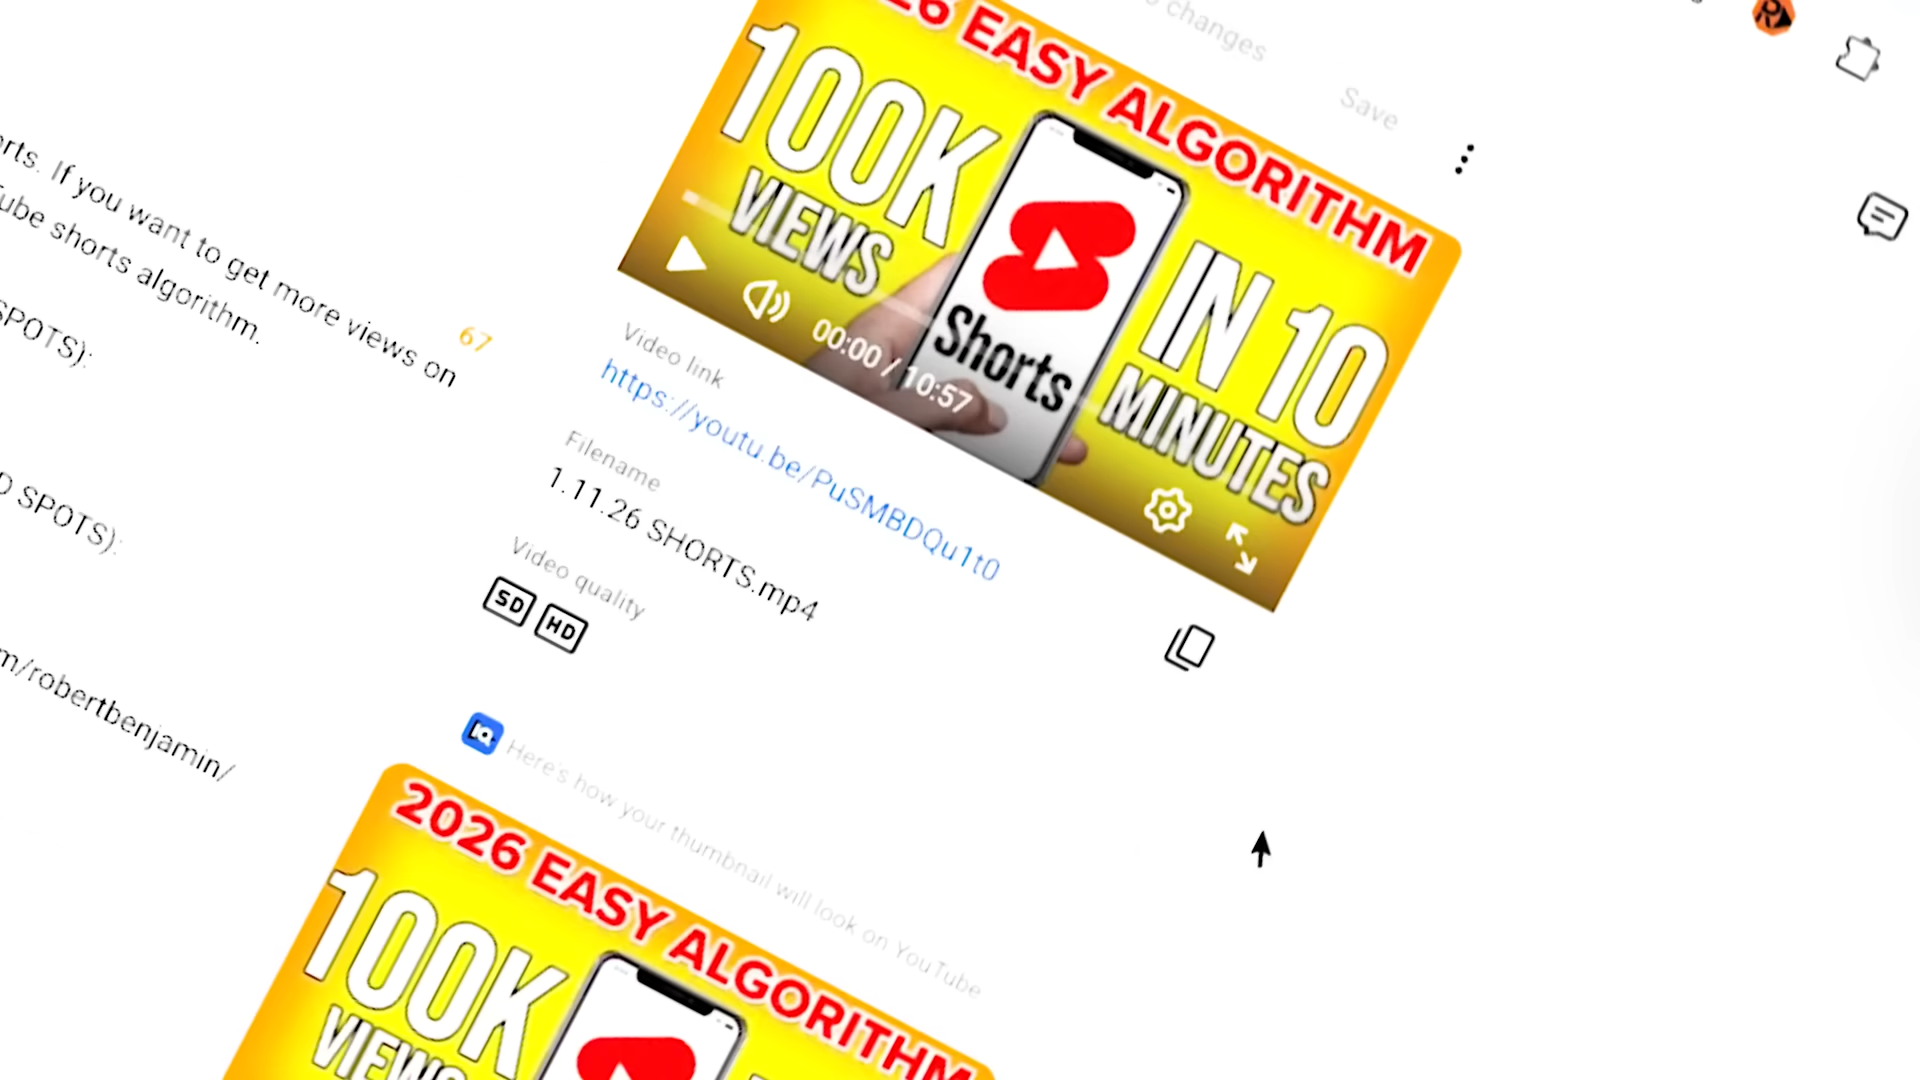 changes
Save
26 EASY ALGORITHM
100K
VIEWS
IN 10
MINUTES
Shorts
00:00 / 10:57
rts. If you want to get more views on
ube shorts algorithm.
67
SPOTS):
D SPOTS):
m/robertbenjamin/
Video link
https://youtu.be/PuSMBDQu1t0
Filename
1.11.26 SHORTS.mp4
Video quality
SD HD
IQ
Here's how your thumbnail will look on YouTube
2026 EASY ALGORITHM
100K
VIEWS